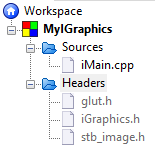 Workspace
MyIGraphics
Sources
iMain.cpp
Headers
glut.h
iGraphics.h
stb_image.h